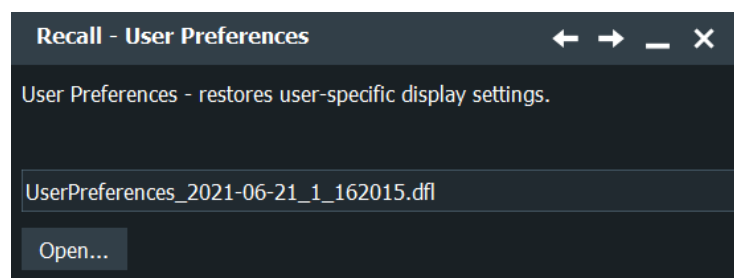 Recall - User Preferences
User Preferences - restores user-specific display settings.
UserPreferences_2021-06-21_1_162015.dfl
Open...